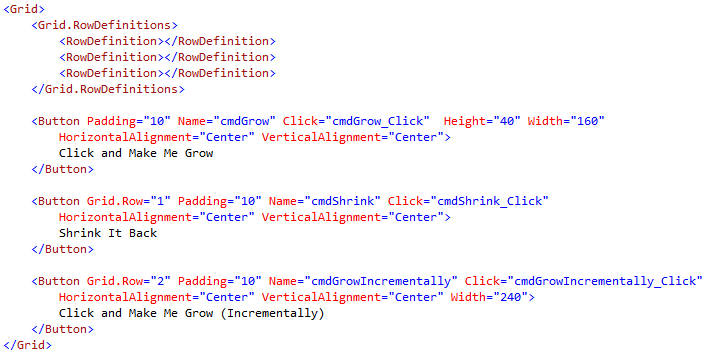 <Grid>
    <Grid.RowDefinitions>
        <RowDefinition></RowDefinition>
        <RowDefinition></RowDefinition>
        <RowDefinition></RowDefinition>
    </Grid.RowDefinitions>

    <Button Padding="10" Name="cmdGrow" Click="cmdGrow_Click"  Height="40" Width="160"
        HorizontalAlignment="Center" VerticalAlignment="Center">
        Click and Make Me Grow
    </Button>

    <Button Grid.Row="1" Padding="10" Name="cmdShrink" Click="cmdShrink_Click"
        HorizontalAlignment="Center" VerticalAlignment="Center">
        Shrink It Back
    </Button>

    <Button Grid.Row="2" Padding="10" Name="cmdGrowIncrementally" Click="cmdGrowIncrementally_Click"
        HorizontalAlignment="Center" VerticalAlignment="Center" Width="240">
        Click and Make Me Grow (Incrementally)
    </Button>
</Grid>